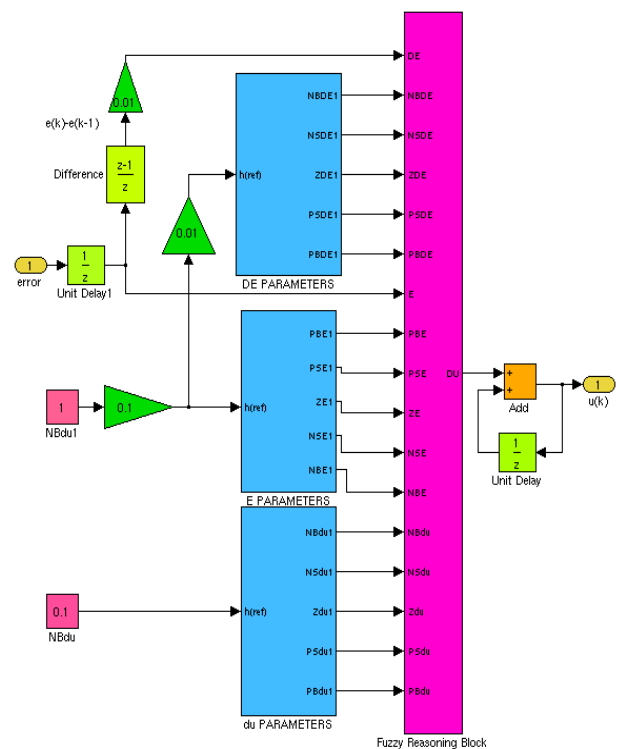 DE
0.01
e(k)-e(k-1)
NBDE1
NBDE
NSDE1
NSDE
Difference
z-1
z
h(ref)
ZDE1
ZDE
PSDE1
PSDE
0.01
PBDE1
PBDE
1
error
1
z
Unit Delay1
DE PARAMETERS
E
PBE1
PBE
PSE1
PSE
DU
+
+
Add
1
u(k)
1
NBdu1
0.1
h(ref)
ZE1
ZE
NSE1
NSE
1
z
Unit Delay
NBE1
NBE
E PARAMETERS
NBdu1
NBdu
NSdu1
NSdu
0.1
NBdu
h(ref)
Zdu1
Zdu
PSdu1
PSdu
PBdu1
PBdu
du PARAMETERS
Fuzzy Reasoning Block